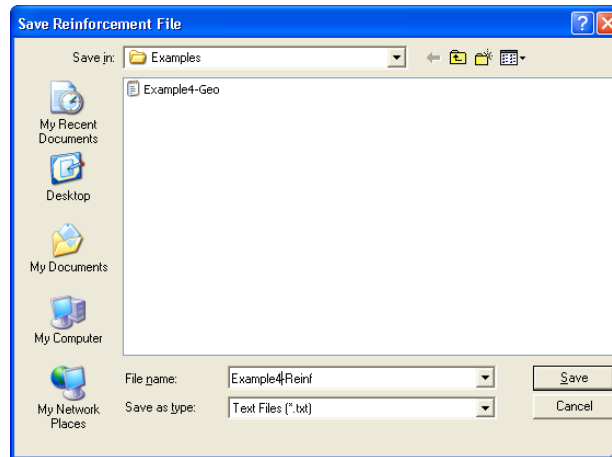 Save Reinforcement File
Save in:
Examples
Example4-Geo
My Recent
Documents
Desktop
My Documents
My Computer
My Network
Places
File name:
Example4-Reinf
Save
Save as type:
Text Files (*.txt)
Cancel